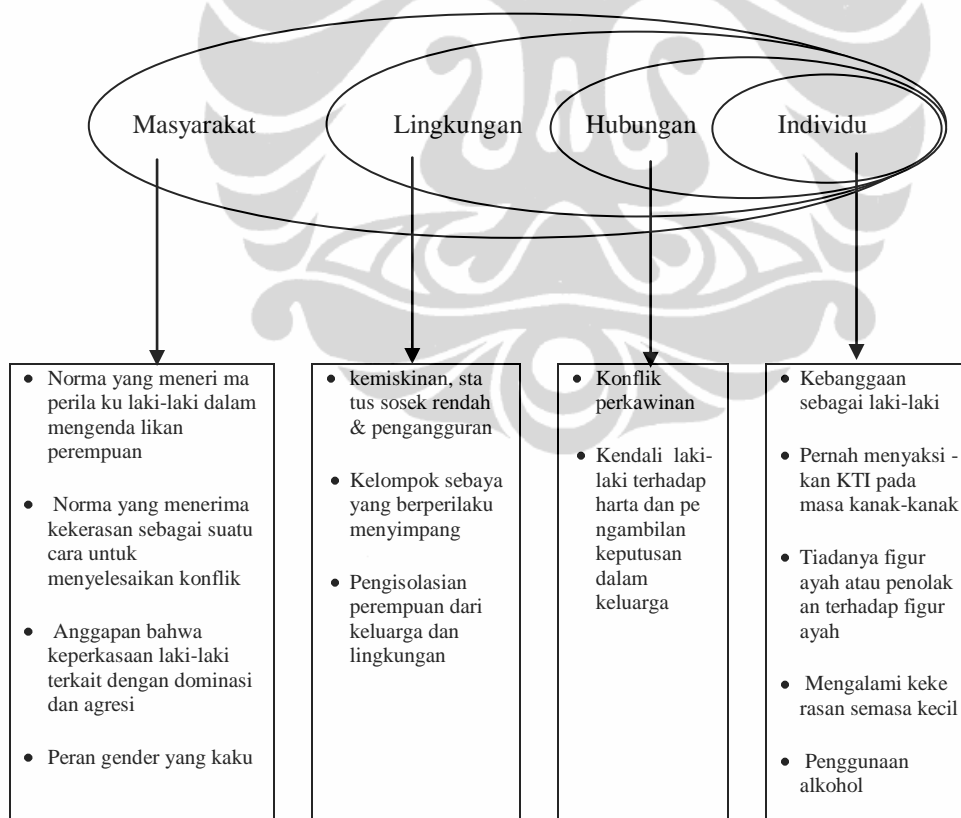 Masyarakat Lingkungan Hubungan Individu
• Norma yang meneri ma
perila ku laki-laki dalam
mengenda likan
perempuan
• Norma yang menerima
kekerasan sebagai suatu
cara untuk
menyelesaikan konflik
• Anggapan bahwa
keperkasaan laki-laki
terkait dengan dominasi
dan agresi
• Peran gender yang kaku
• kemiskinan, sta
tus sosek rendah
& pengangguran
• Kelompok sebaya
yang berperilaku
menyimpang
• Pengisolasian
perempuan dari
keluarga dan
lingkungan
• Konflik
perkawinan
• Kendali laki-
laki terhadap
harta dan pe
ngambilan
keputusan
dalam
keluarga
• Kebanggaan
sebagai laki-laki
• Pernah menyaksi -
kan KTI pada
masa kanak-kanak
• Tiadanya figur
ayah atau penolak
an terhadap figur
ayah
• Mengalami keke
rasan semasa kecil
• Penggunaan
alkohol